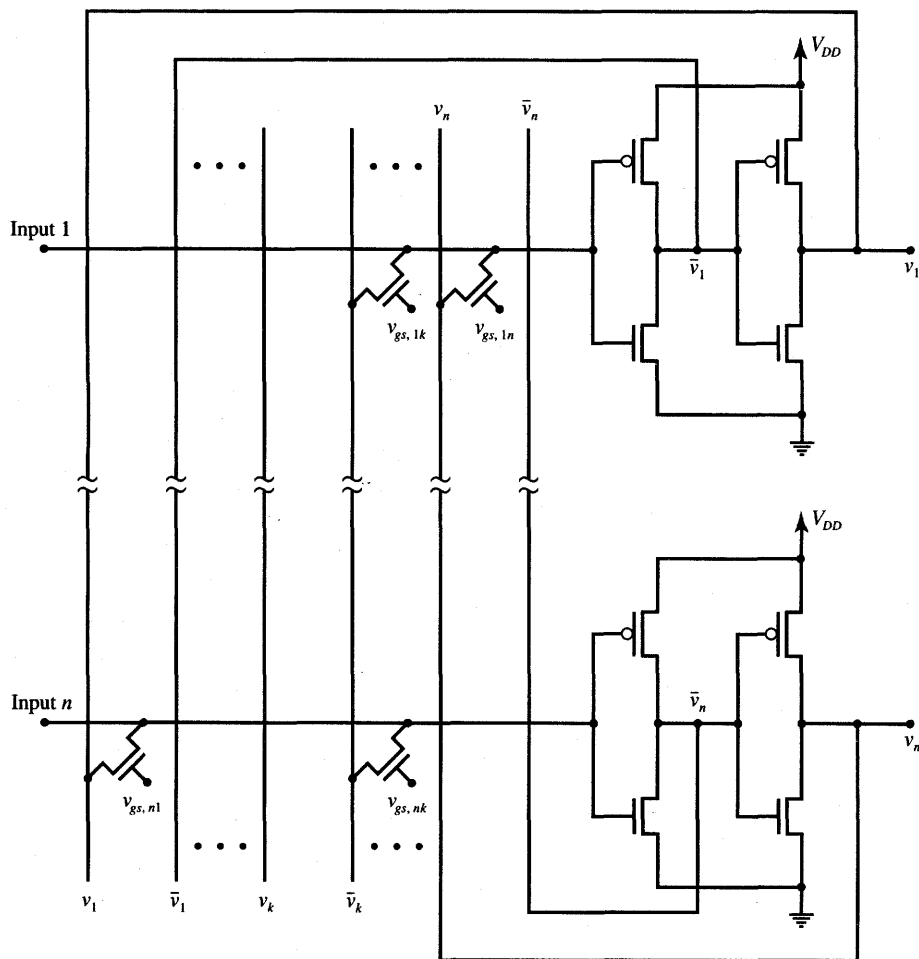 V_DD
v_n v̄_n
• • • • • •
Input 1
v̄_1
v_1
v_gs, 1k v_gs, 1n
V_DD
Input n
v̄_n
v_n
v_gs, n1 v_gs, nk
• • • • • •
v_1 v̄_1 v_k v̄_k